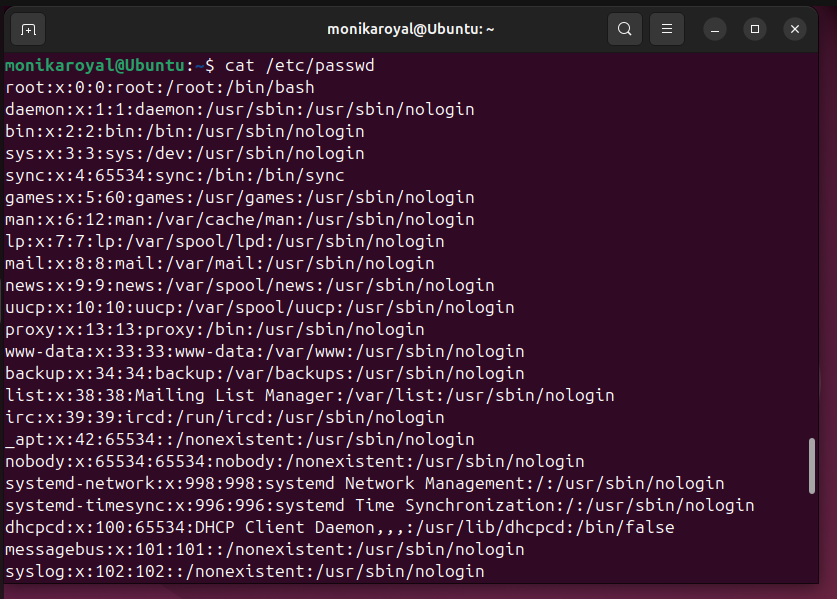 monikaroyal@Ubuntu: ~
monikaroyal@Ubuntu:~$ cat /etc/passwd
root:x:0:0:root:/root:/bin/bash
daemon:x:1:1:daemon:/usr/sbin:/usr/sbin/nologin
bin:x:2:2:bin:/bin:/usr/sbin/nologin
sys:x:3:3:sys:/dev:/usr/sbin/nologin
sync:x:4:65534:sync:/bin:/bin/sync
games:x:5:60:games:/usr/games:/usr/sbin/nologin
man:x:6:12:man:/var/cache/man:/usr/sbin/nologin
lp:x:7:7:lp:/var/spool/lpd:/usr/sbin/nologin
mail:x:8:8:mail:/var/mail:/usr/sbin/nologin
news:x:9:9:news:/var/spool/news:/usr/sbin/nologin
uucp:x:10:10:uucp:/var/spool/uucp:/usr/sbin/nologin
proxy:x:13:13:proxy:/bin:/usr/sbin/nologin
www-data:x:33:33:www-data:/var/www:/usr/sbin/nologin
backup:x:34:34:backup:/var/backups:/usr/sbin/nologin
list:x:38:38:Mailing List Manager:/var/list:/usr/sbin/nologin
irc:x:39:39:ircd:/run/ircd:/usr/sbin/nologin
_apt:x:42:65534::/nonexistent:/usr/sbin/nologin
nobody:x:65534:65534:nobody:/nonexistent:/usr/sbin/nologin
systemd-network:x:998:998:systemd Network Management:/:/usr/sbin/nologin
systemd-timesync:x:996:996:systemd Time Synchronization:/:/usr/sbin/nologin
dhcpcd:x:100:65534:DHCP Client Daemon,,,:/usr/lib/dhcpcd:/bin/false
messagebus:x:101:101::/nonexistent:/usr/sbin/nologin
syslog:x:102:102::/nonexistent:/usr/sbin/nologin